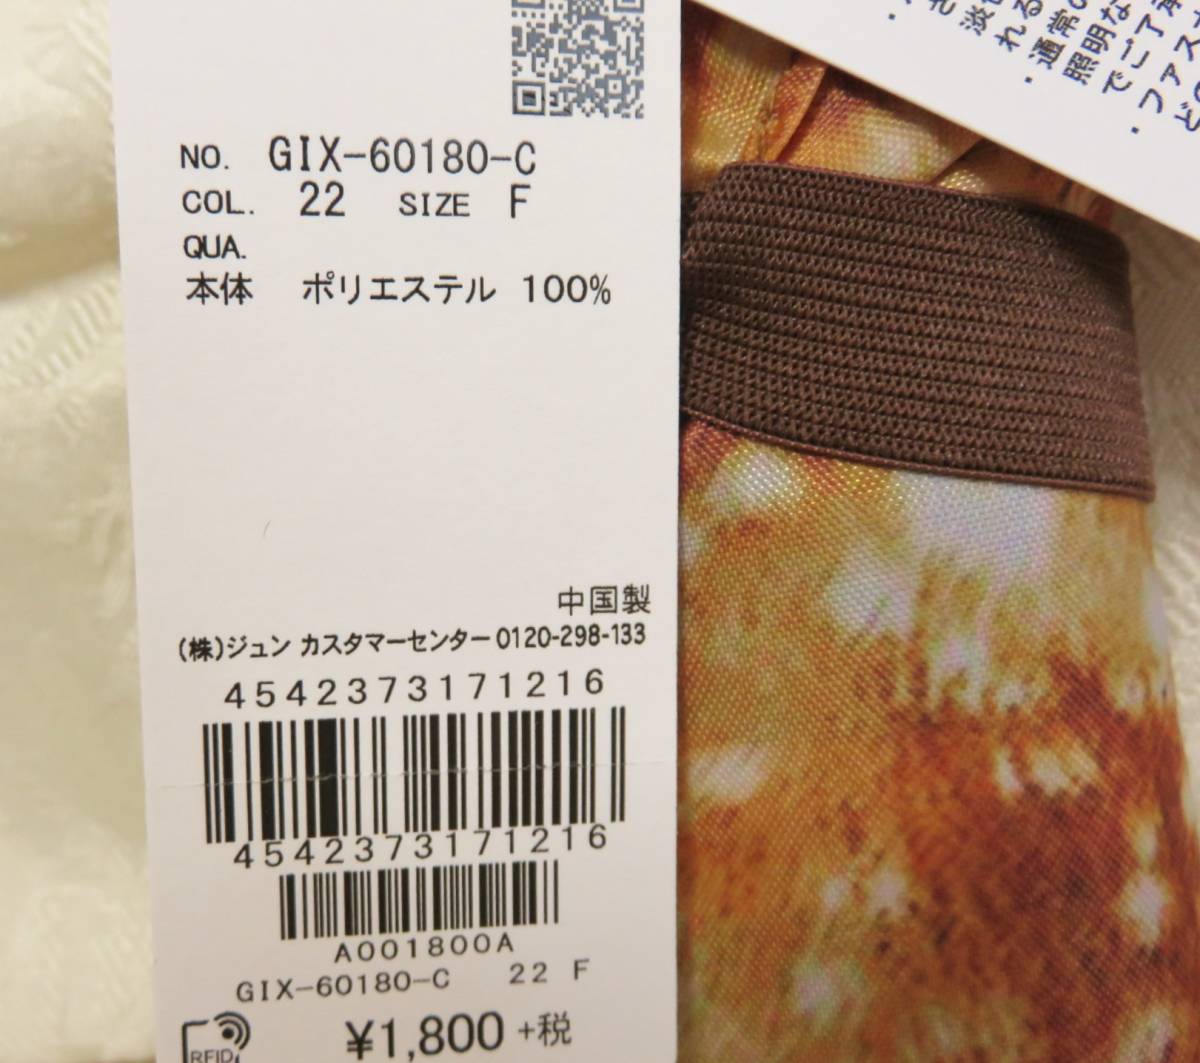 NO. GIX-60180-C
COL. 22 SIZE F
QUA.
本体 ポリエステル 100%
中国製
(株)ジュン カスタマーセンター 0120-298-133
4542373171216
4542373171216
A001800A
GIX-60180-C 22 F
RFID
¥1,800 +税